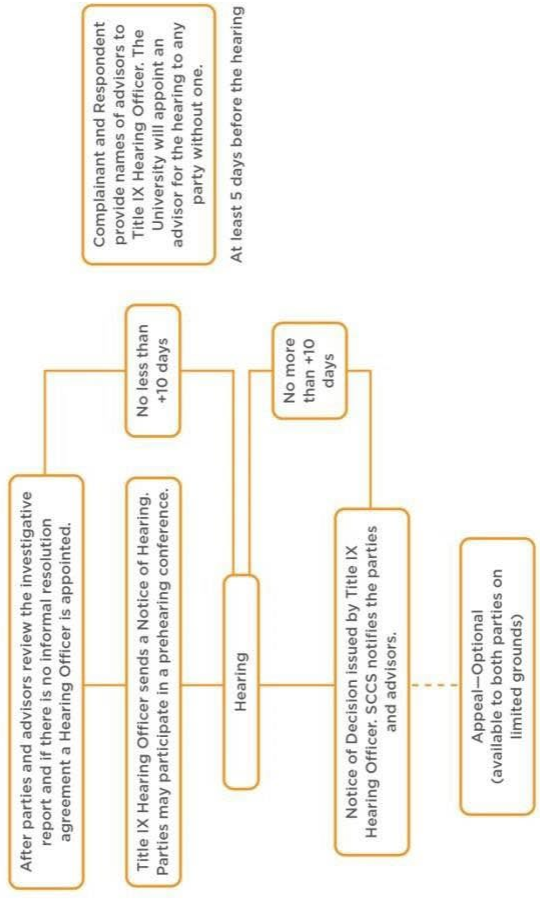 After parties and advisors review the investigative
report and if there is no informal resolution
agreement a Hearing Officer is appointed.
No less than
+10 days
Complainant and Respondent
provide names of advisors to
Title IX Hearing Officer. The
University will appoint an
advisor for the hearing to any
party without one.
At least 5 days before the hearing
Title IX Hearing Officer sends a Notice of Hearing.
Parties may participate in a prehearing conference.
Hearing
No more
than +10
days
Notice of Decision issued by Title IX
Hearing Officer. SCCS notifies the parties
and advisors.
Appeal—Optional
(available to both parties on
limited grounds)